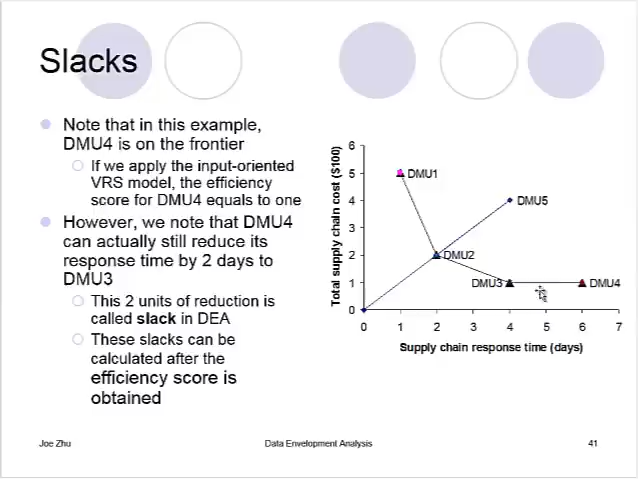 Slacks
Note that in this example,
DMU4 is on the frontier
If we apply the input-oriented
VRS model, the efficiency
score for DMU4 equals to one
However, we note that DMU4
can actually still reduce its
response time by 2 days to
DMU3
This 2 units of reduction is
called slack in DEA
These slacks can be
calculated after the
efficiency score is
obtained
Total supply chain cost ($100)
6
5
4
3
2
1
0
DMU1
DMU5
DMU2
DMU3
DMU4
0 1 2 3 4 5 6 7
Supply chain response time (days)
Joe Zhu
Data Envelopment Analysis
41